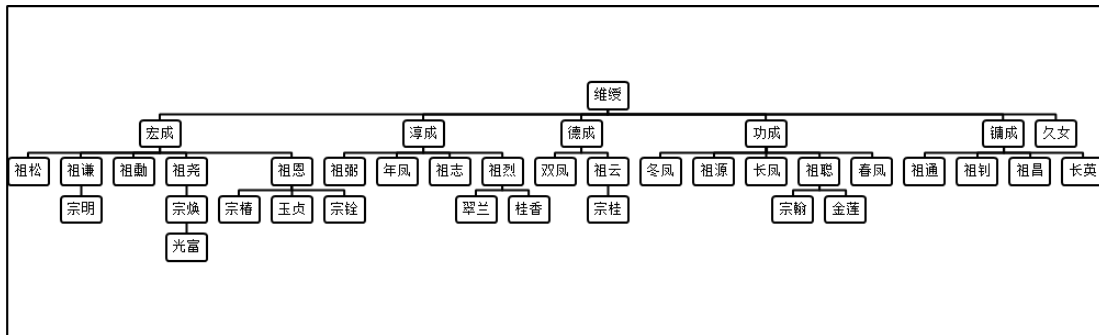 维绶
宏成 淳成 德成 功成 镛成 久女
祖松 祖谦 祖勳 祖尧 祖恩 祖弼 年凤 祖志 祖烈 双凤 祖云 冬凤 祖源 长凤 祖聪 春凤 祖通 祖钊 祖昌 长英
宗明 宗焕 宗椿 玉贞 宗铨 翠兰 桂香 宗桂 宗翰 金莲
光富